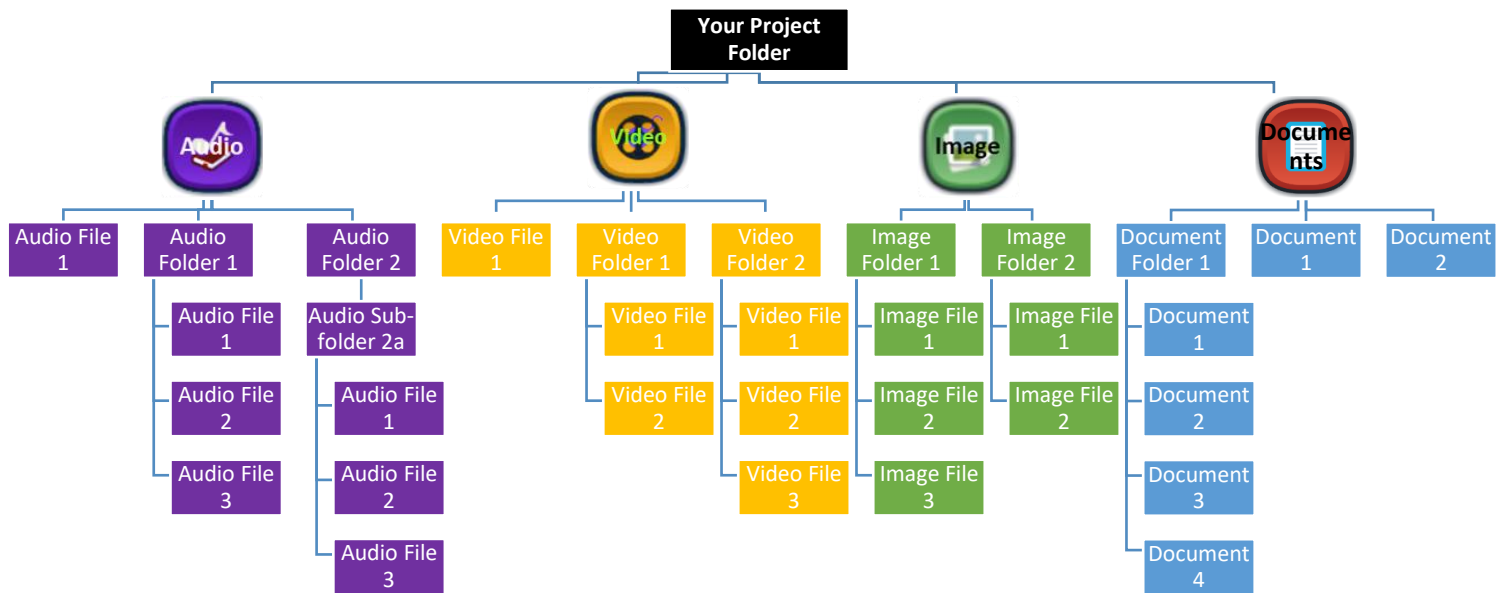 Your Project
Folder
Audio
Video
Image
Docume
nts
Audio File
1
Audio
Folder 1
Audio
Folder 2
Video File
1
Video
Folder 1
Video
Folder 2
Image
Folder 1
Image
Folder 2
Document
Folder 1
Document
1
Document
2
Audio File
1
Audio Sub-
folder 2a
Video File
1
Video File
1
Image File
1
Image File
1
Document
1
Audio File
2
Audio File
1
Video File
2
Video File
2
Image File
2
Image File
2
Document
2
Audio File
3
Audio File
2
Video File
3
Image File
3
Document
3
Audio File
3
Document
4